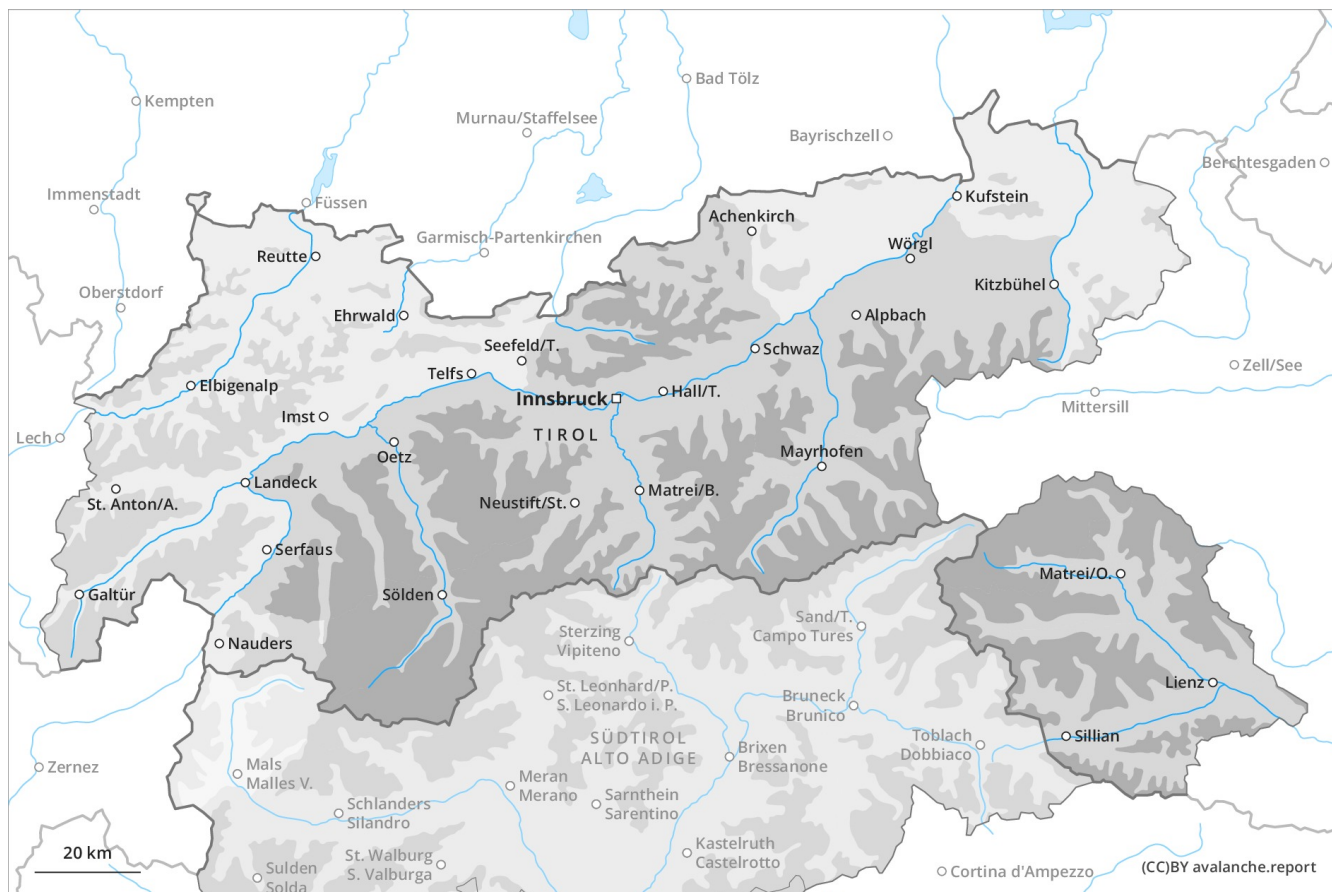 Kempten
Bad Tölz
Murnau/Staffelsee
Bayrischzell
Berchtesgaden
Immenstadt
Füssen
Kufstein
Achenkirch
Garmisch-Partenkirchen
Wörgl
Reutte
Kitzbühel
Oberstdorf
Ehrwald
Alpbach
Seefeld/T.
Schwaz
Zell/See
Telfs
Elbigenalp
Hall/T.
Innsbruck
Mittersill
Imst
Lech
TIROL
Oetz
Mayrhofen
Landeck
Matrei/B.
St. Anton/A.
Neustift/St.
Serfaus
Matrei/O.
Galtür
Sölden
Sand/T.
Campo Tures
Sterzing
Vipiteno
Nauders
Lienz
St. Leonhard/P.
S. Leonardo i. P.
Bruneck
Brunico
Toblach
Dobbiaco
Sillian
SÜDTIROL
ALTO ADIGE
Brixen
Bressanone
Zernez
Mals
Malles V.
Meran
Merano
Schlanders
Silandro
Sarnthein
Sarentino
Kastelruth
Castelrotto
20 km
St. Walburg
S. Valburga
Sulden
Solda
Cortina d'Ampezzo
(CC)BY avalanche.report